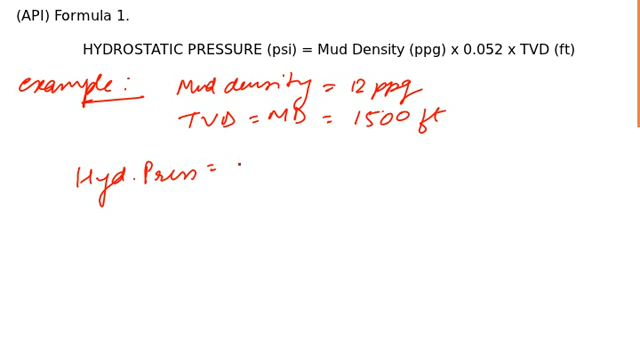 (API) Formula 1.
HYDROSTATIC PRESSURE (psi) = Mud Density (ppg) x 0.052 x TVD (ft)
example: Mud density = 12 ppg
TVD = MD = 1500 ft
Hyd. Press =